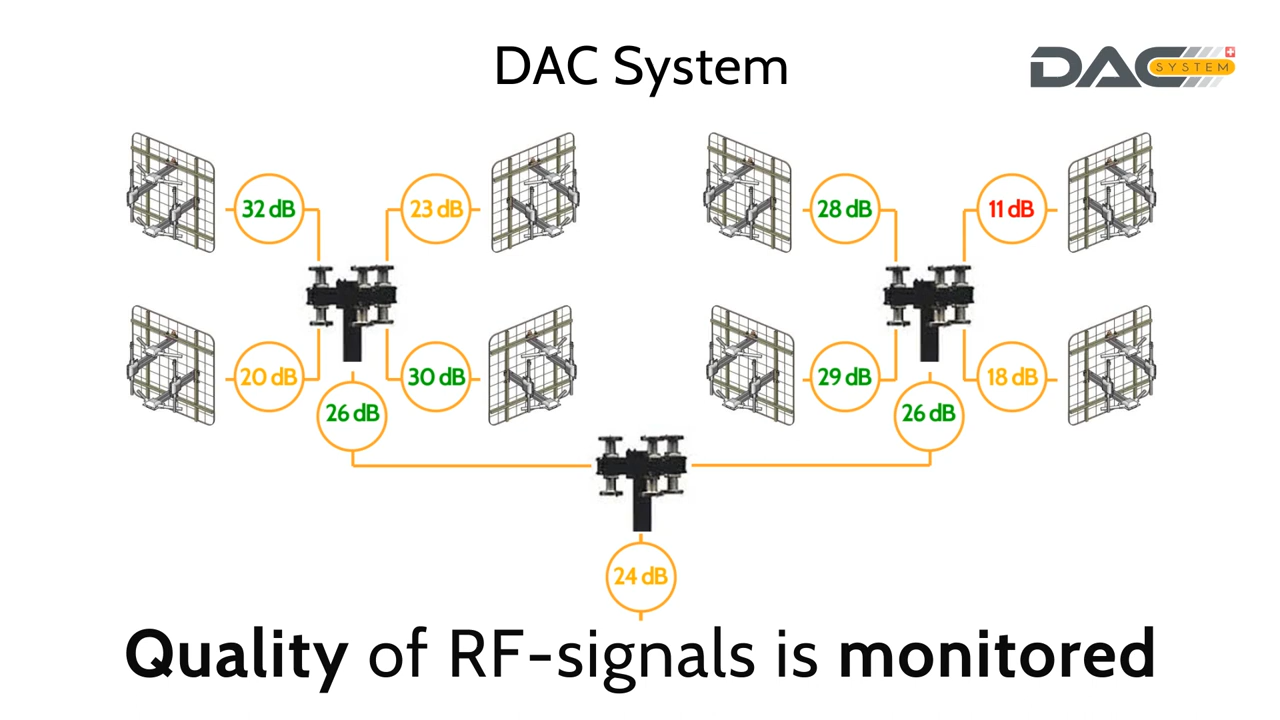 DAC System
DAC
SYSTEM
32 dB
23 dB
28 dB
11 dB
20 dB
30 dB
29 dB
18 dB
26 dB
26 dB
24 dB
Quality of RF-signals is monitored